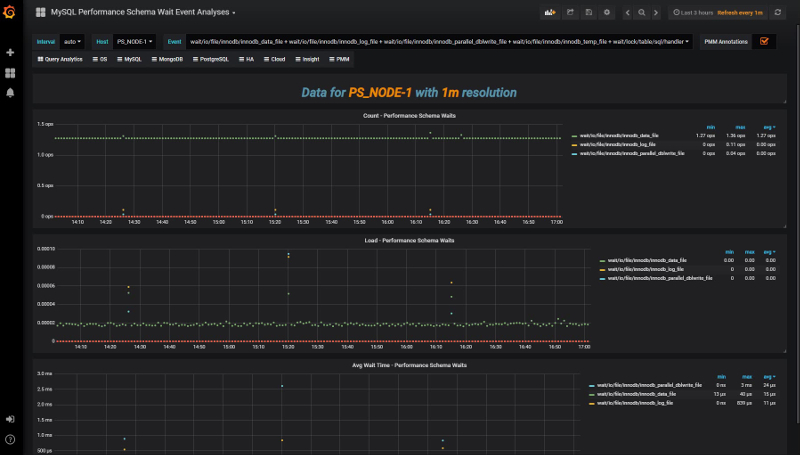 MySQL Performance Schema Wait Event Analyses
Last 3 hours Refresh every 1m
Interval auto Host PS_NODE-1 Event wait/io/file/innodb/innodb_data_file + wait/io/file/innodb/innodb_log_file + wait/io/file/innodb/innodb_parallel_dblwrite_file + wait/io/file/innodb/innodb_temp_file + wait/lock/table/sql/handler PMM Annotations
Query Analytics OS MySQL MongoDB PostgreSQL HA Cloud Insight PMM
Data for PS_NODE-1 with 1m resolution
Count - Performance Schema Waits
1.5 ops
1.0 ops
0.5 ops
0 ops
14:10 14:20 14:30 14:40 14:50 15:00 15:10 15:20 15:30 15:40 15:50 16:00 16:10 16:20 16:30 16:40 16:50 17:00
min max avg
wait/io/file/innodb/innodb_data_file 1.27 ops 1.36 ops 1.27 ops
wait/io/file/innodb/innodb_log_file 0 ops 0.11 ops 0.00 ops
wait/io/file/innodb/innodb_parallel_dblwrite_file 0 ops 0.04 ops 0.00 ops
Load - Performance Schema Waits
0.00010
0.00008
0.00006
0.00004
0.00002
0
14:10 14:20 14:30 14:40 14:50 15:00 15:10 15:20 15:30 15:40 15:50 16:00 16:10 16:20 16:30 16:40 16:50 17:00
min max avg
wait/io/file/innodb/innodb_data_file 0.00 0.00 0.00
wait/io/file/innodb/innodb_log_file 0 0.00 0.00
wait/io/file/innodb/innodb_parallel_dblwrite_file 0 0.00 0.00
Avg Wait Time - Performance Schema Waits
3.0 ms
2.5 ms
2.0 ms
1.5 ms
1.0 ms
500 µs
min max avg
wait/io/file/innodb/innodb_parallel_dblwrite_file 0 ns 3 ms 24 µs
wait/io/file/innodb/innodb_data_file 13 µs 40 µs 15 µs
wait/io/file/innodb/innodb_log_file 0 ns 839 µs 11 µs